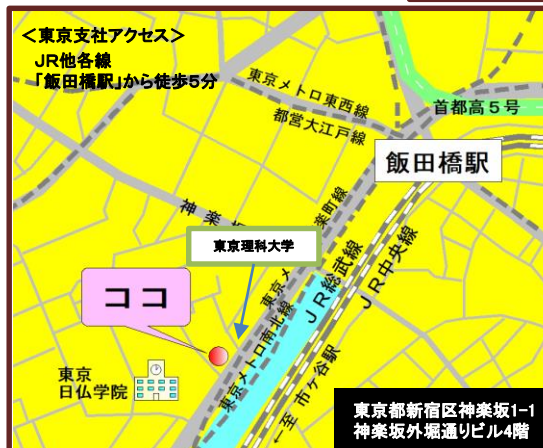 ＜東京支社アクセス＞
JR他各線
「飯田橋駅」から徒歩5分
東京メトロ東西線
都営大江戸線
首都高5号
飯田橋駅
神楽
東京メ
楽町線
東京理科大学
JR総武線
JR中央線
東京メトロ南北線
ココ
東京
日仏学院
←至 市ヶ谷駅
東京都新宿区神楽坂1-1
神楽坂外堀通りビル4階